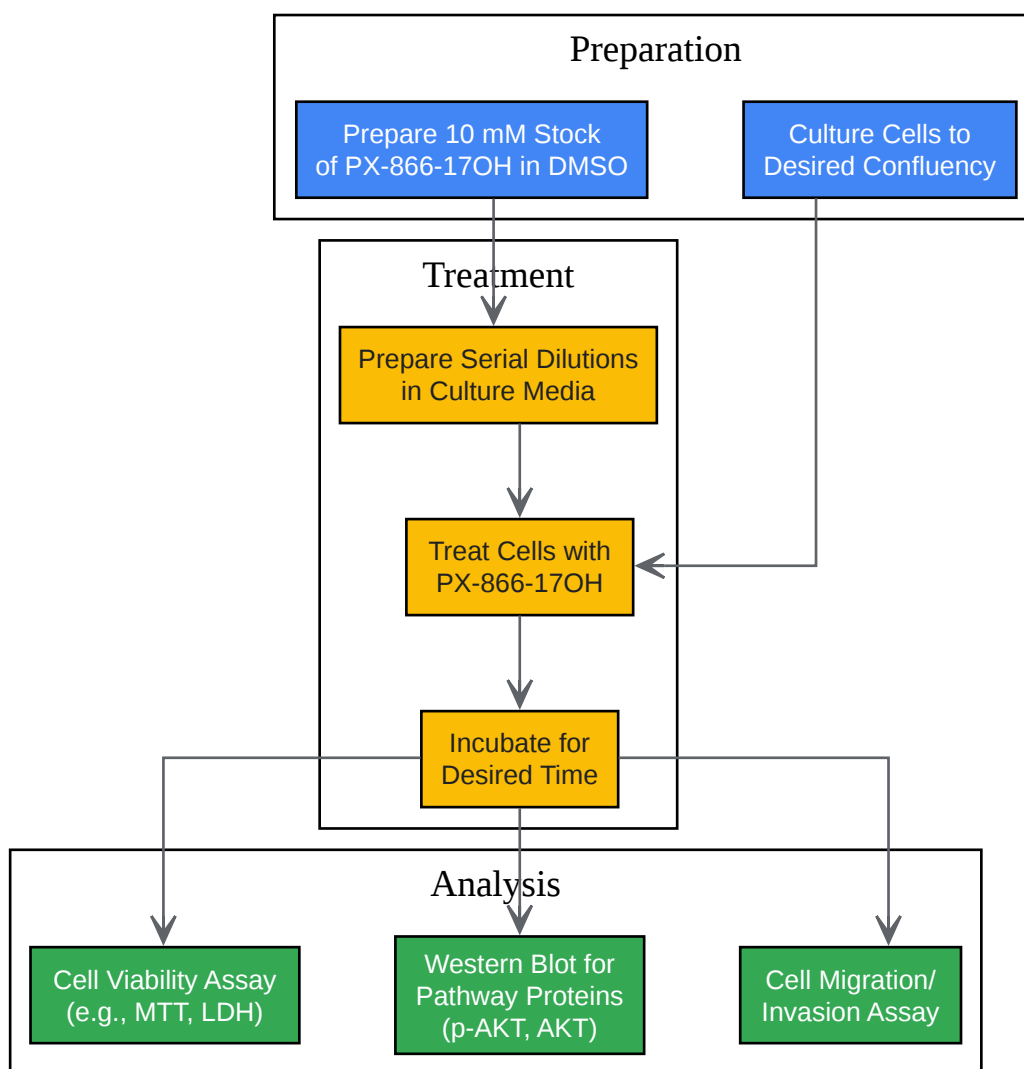 Preparation
Prepare 10 mM Stock
of PX-866-17OH in DMSO
Culture Cells to
Desired Confluency
Treatment
Prepare Serial Dilutions
in Culture Media
Treat Cells with
PX-866-17OH
Incubate for
Desired Time
Analysis
Cell Viability Assay
(e.g., MTT, LDH)
Western Blot for
Pathway Proteins
(p-AKT, AKT)
Cell Migration/
Invasion Assay